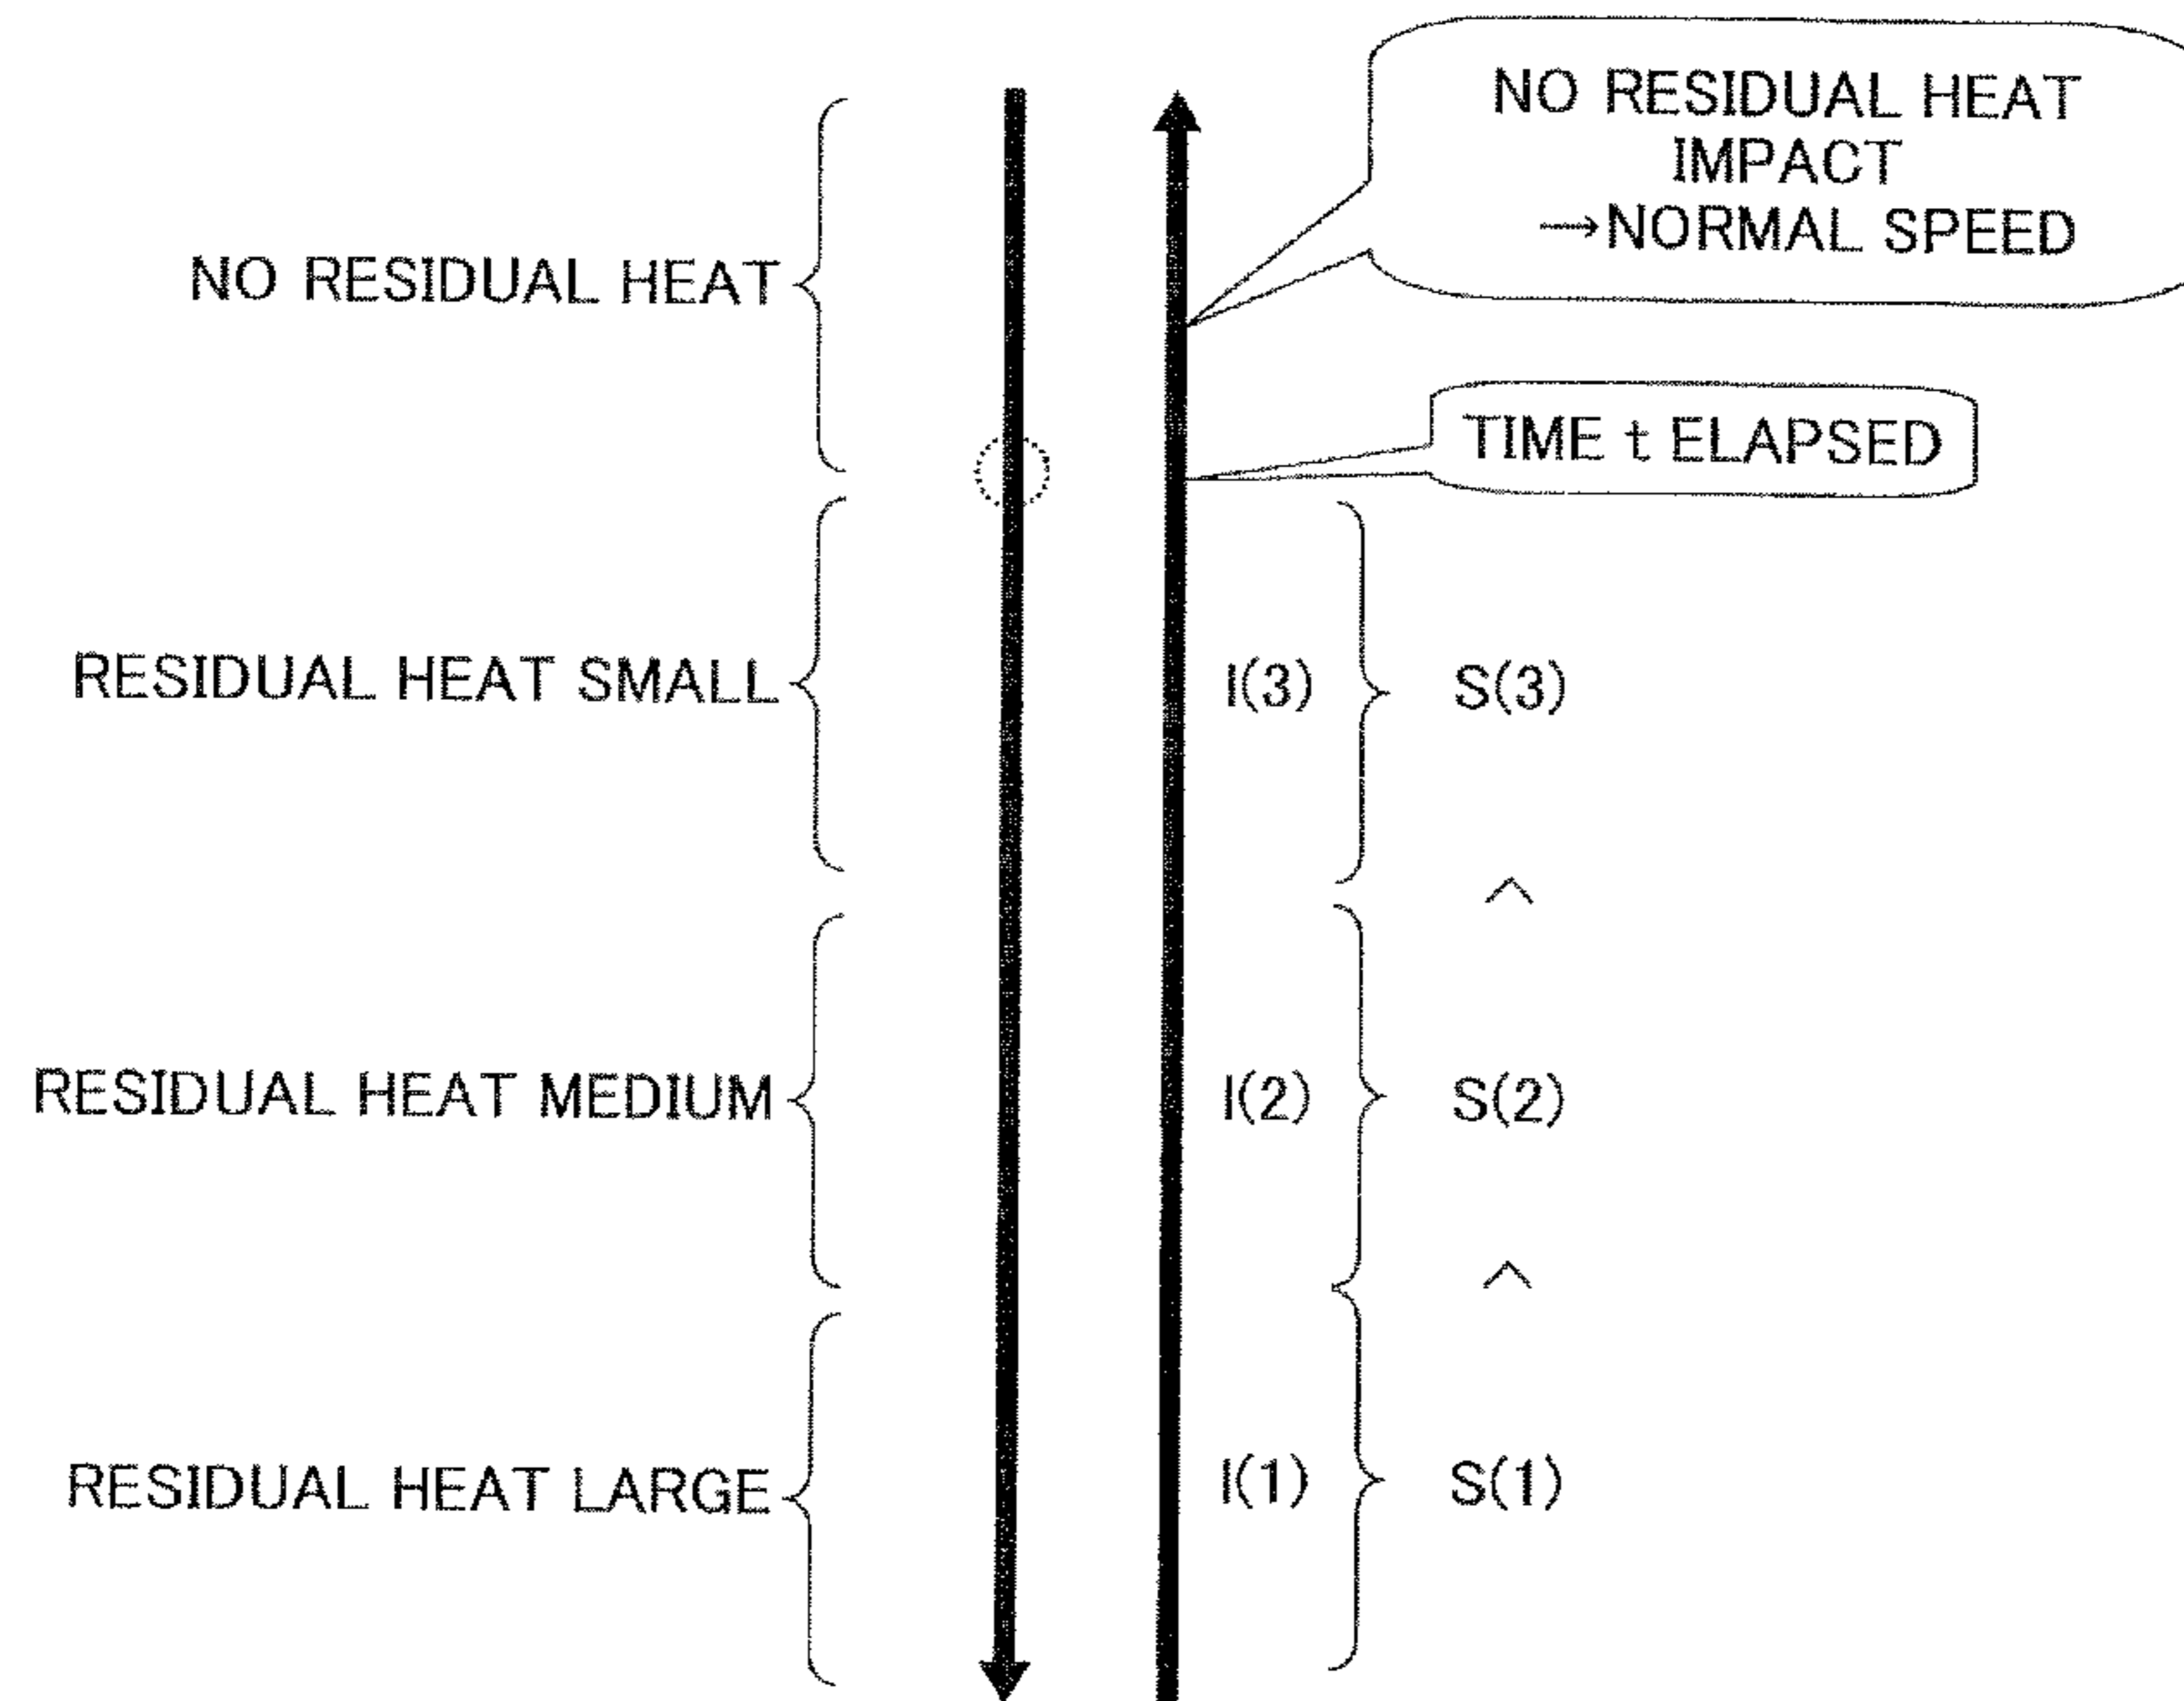 NO RESIDUAL HEAT
IMPACT
→NORMAL SPEED
NO RESIDUAL HEAT
TIME t ELAPSED
RESIDUAL HEAT SMALL
I(3)
S(3)
^
RESIDUAL HEAT MEDIUM
I(2)
S(2)
^
RESIDUAL HEAT LARGE
I(1)
S(1)